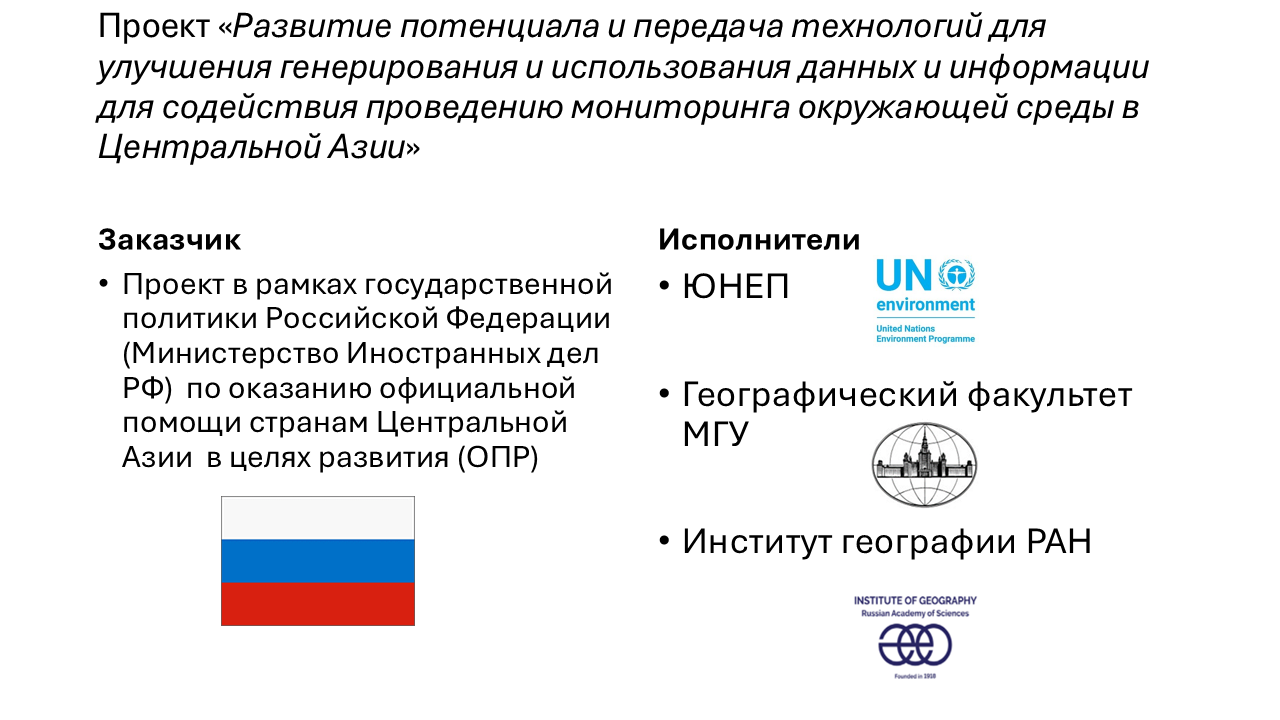 Проект «Развитие потенциала и передача технологий для
улучшения генерирования и использования данных и информации
для содействия проведению мониторинга окружающей среды в
Центральной Азии»
Заказчик
• Проект в рамках государственной
политики Российской Федерации
(Министерство Иностранных дел
РФ)  по оказанию официальной
помощи странам Центральной
Азии  в целях развития (ОПР)
Исполнители
• ЮНЕП
UN
environment
United Nations
Environment Programme
• Географический факультет
МГУ
• Институт географии РАН
INSTITUTE OF GEOGRAPHY
Russian Academy of Sciences
Founded in 1918